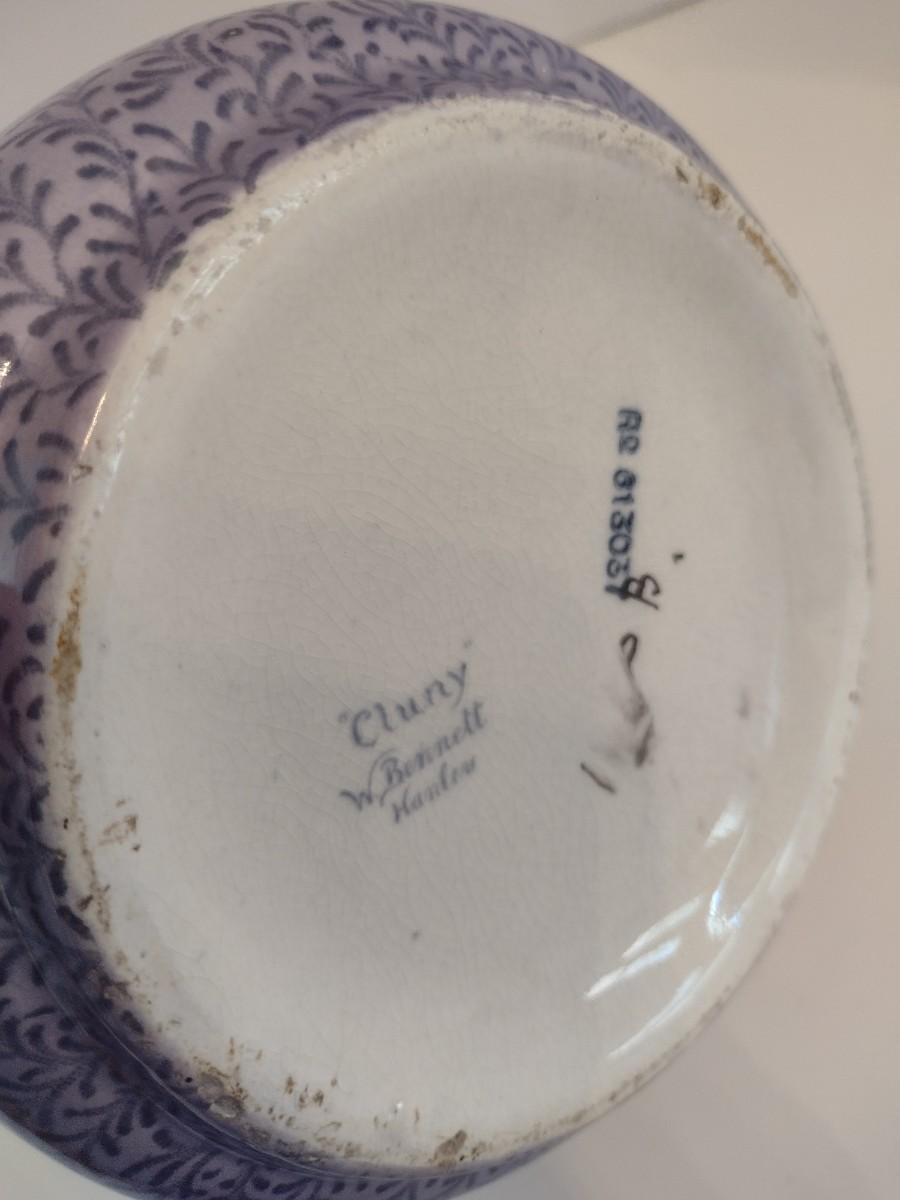 "Cluny"
W Bennett
Hanley
RD 613037